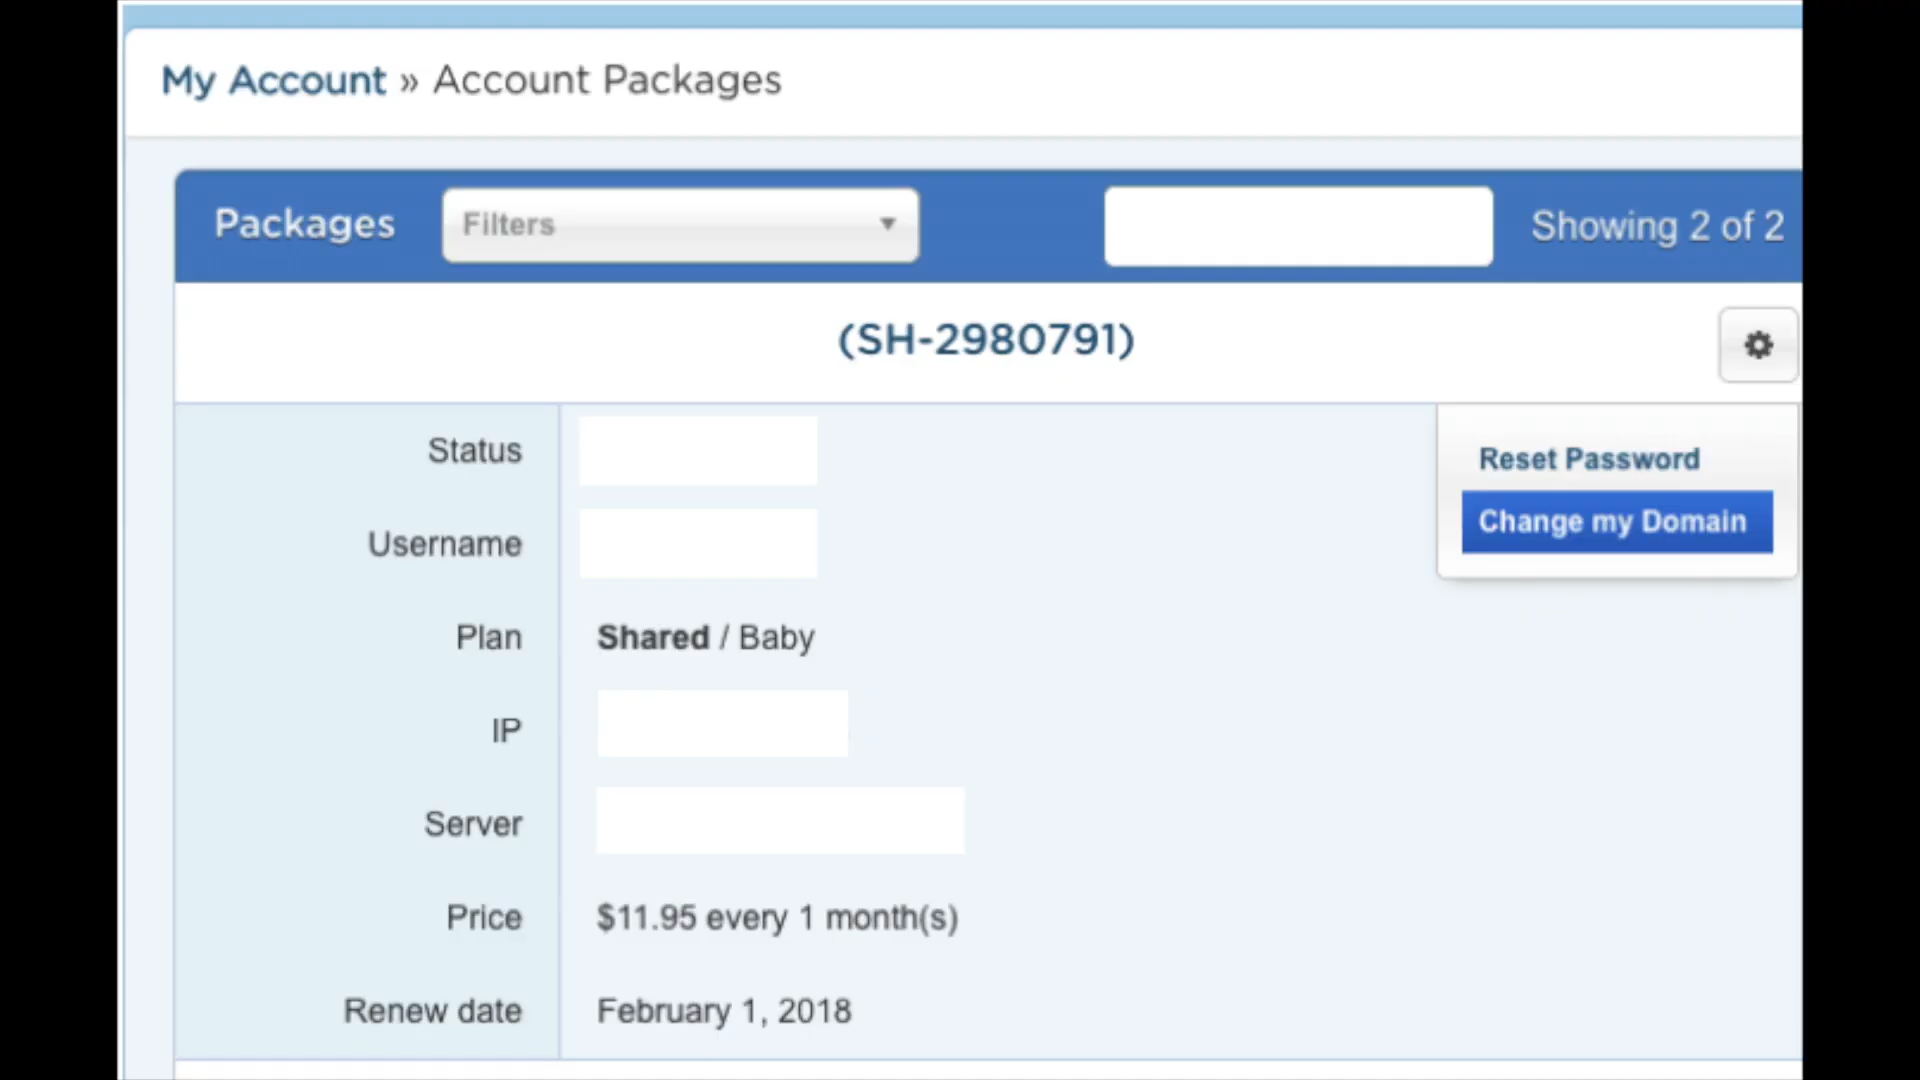 My Account » Account Packages
Packages Filters Showing 2 of 2
(SH-2980791)
Reset Password
Change my Domain
Status
Username
Plan Shared / Baby
IP
Server
Price $11.95 every 1 month(s)
Renew date February 1, 2018